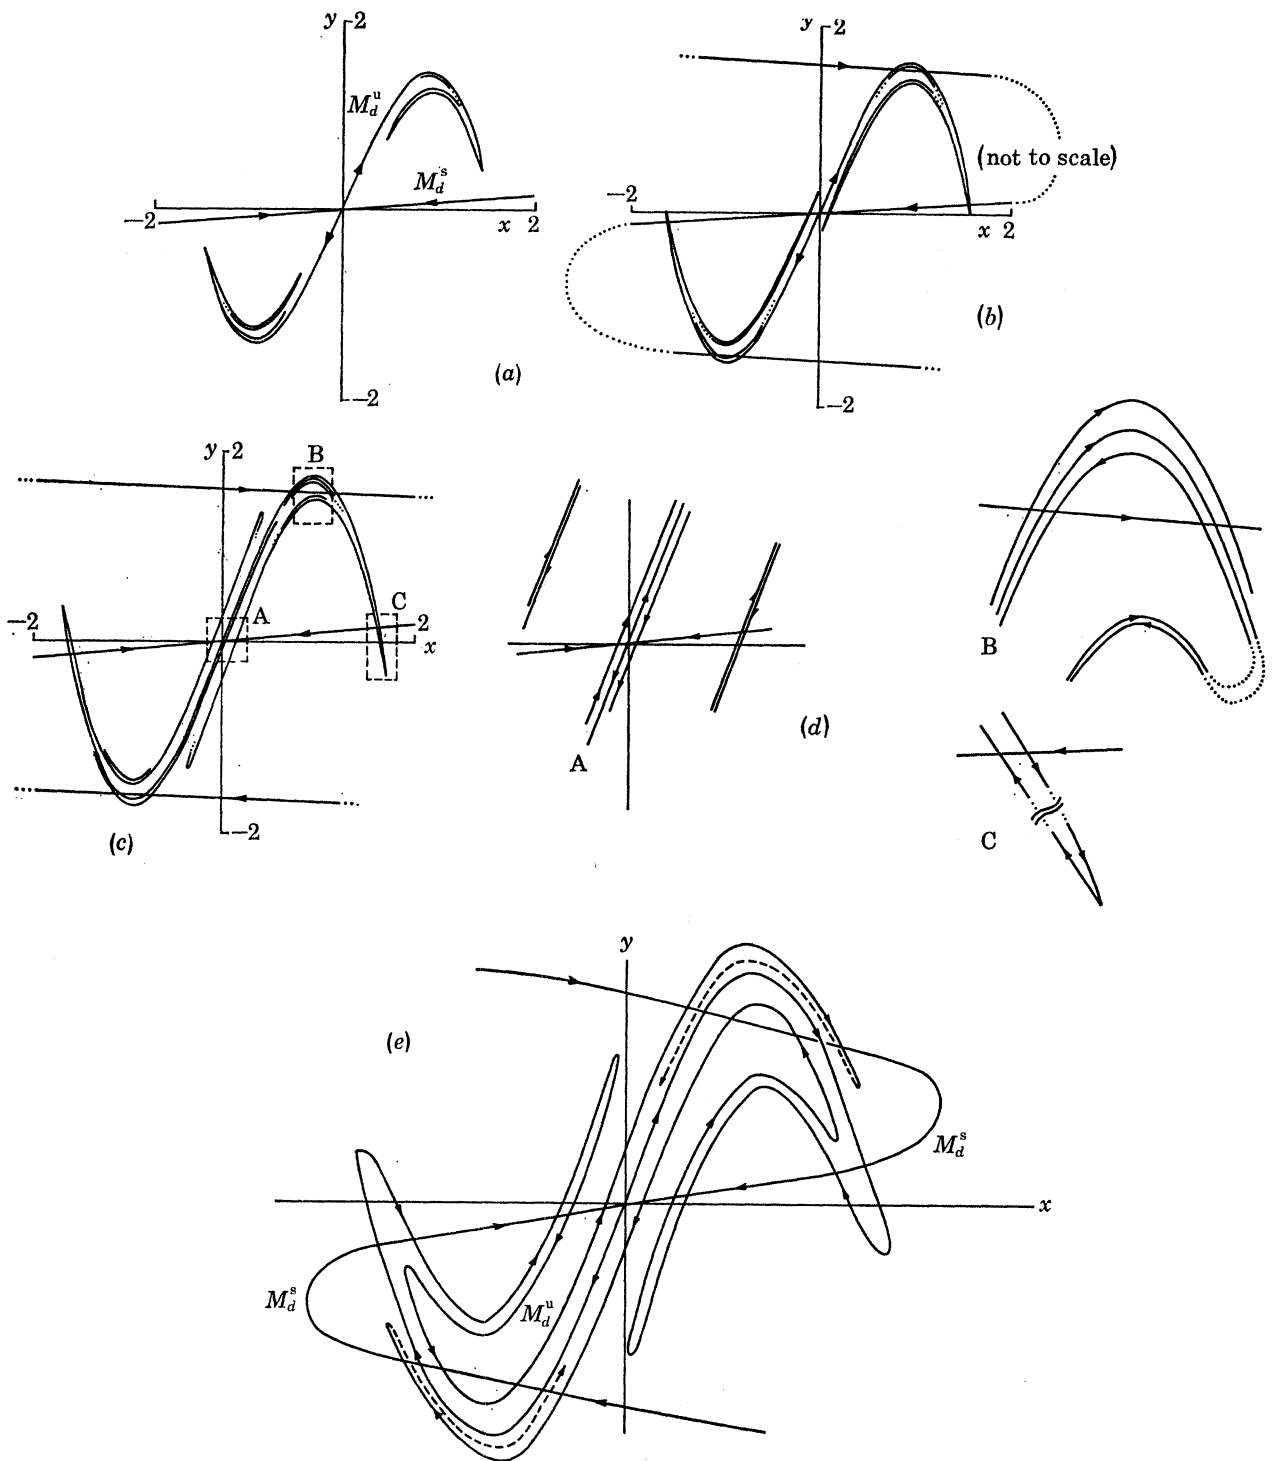 y 2
M_d^u
M_d^s
−2
x 2
−2
(a)
y 2
(not to scale)
−2
x 2
−2
(b)
y 2
B
−2
A
C
2
x
−2
(c)
A
(d)
B
C
y
(e)
M_d^s
x
M_d^s
M_d^u